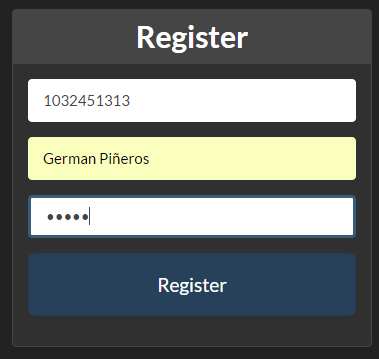 Register
1032451313
German Piñeros
•••••
Register